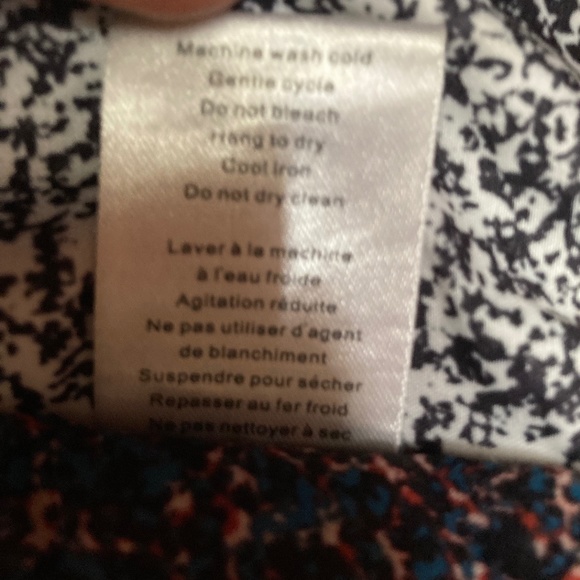 Machine wash cold
Gentle cycle
Do not bleach
Hang to dry
Cool iron
Do not dry clean
Laver à la machine
à l'eau froide
Agitation réduite
Ne pas utiliser d'agent
de blanchiment
Suspendre pour sécher
Repasser au fer froid
Ne pas nettoyer à sec